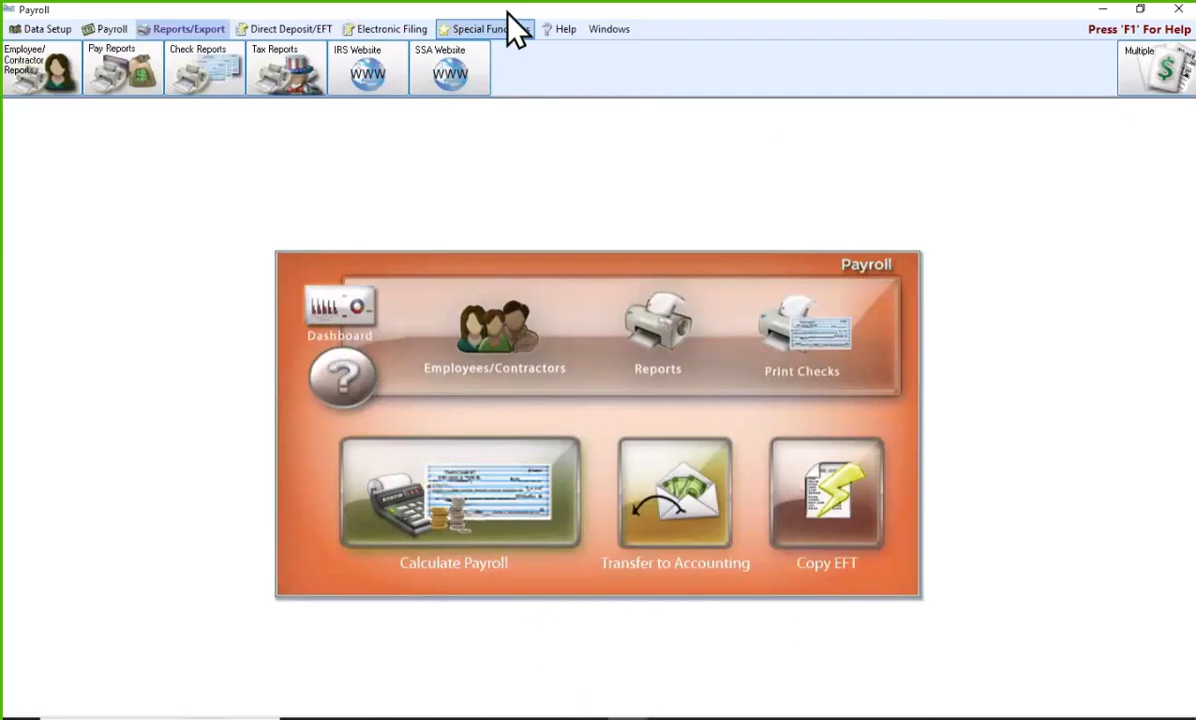 Payroll
Data Setup Payroll Reports/Export Direct Deposit/EFT Electronic Filing Special Help Windows Press 'F1' For Help
Employee/
Contractor
Reports
Pay Reports
Check Reports
Tax Reports
IRS Website
WWW
SSA Website
WWW
Multiple
Payroll
Dashboard
Employees/Contractors
Reports
Print Checks
Calculate Payroll
Transfer to Accounting
Copy EFT